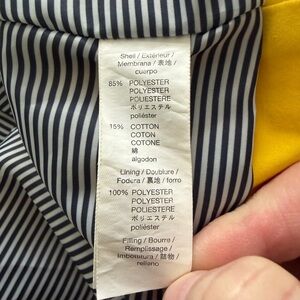 Shell / Extérieur /
Membrana / 表地 /
cuerpo
85% POLYESTER
POLYESTER
POLIESTERE
ポリエステル
poliéster
15% COTTON
COTON
COTONE
綿
algodon
Lining / Doublure /
Fodera / 裏地 / forro
100% POLYESTER
POLYESTER
POLIESTERE
ポリエステル
poliéster
Filling / Bourre /
Remplissage /
Imbottitura / 詰物 /
relleno